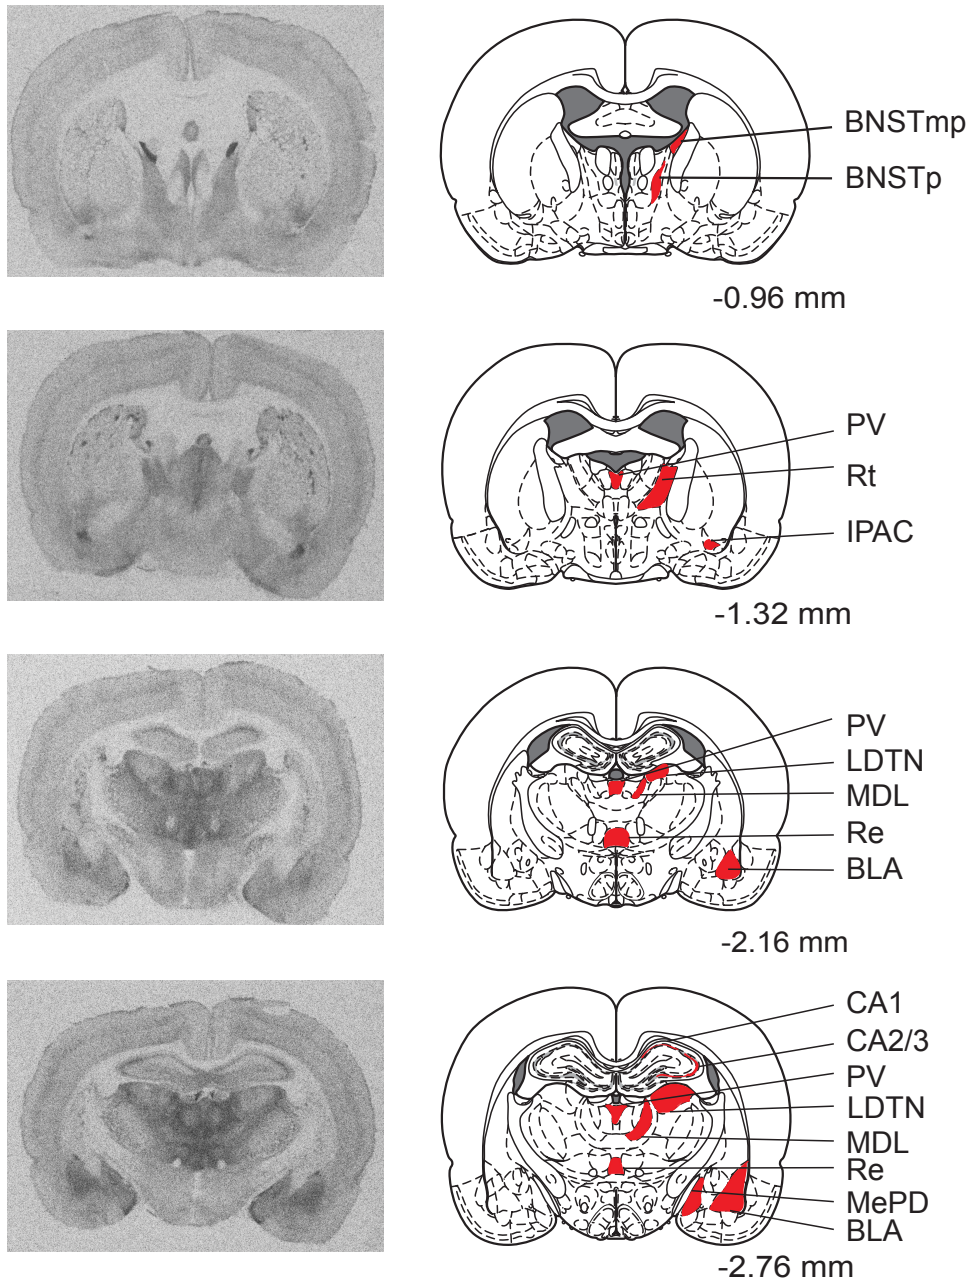 BNSTmp
BNSTp
-0.96 mm
PV
Rt
IPAC
-1.32 mm
PV
LDTN
MDL
Re
BLA
-2.16 mm
CA1
CA2/3
PV
LDTN
MDL
Re
MePD
BLA
-2.76 mm